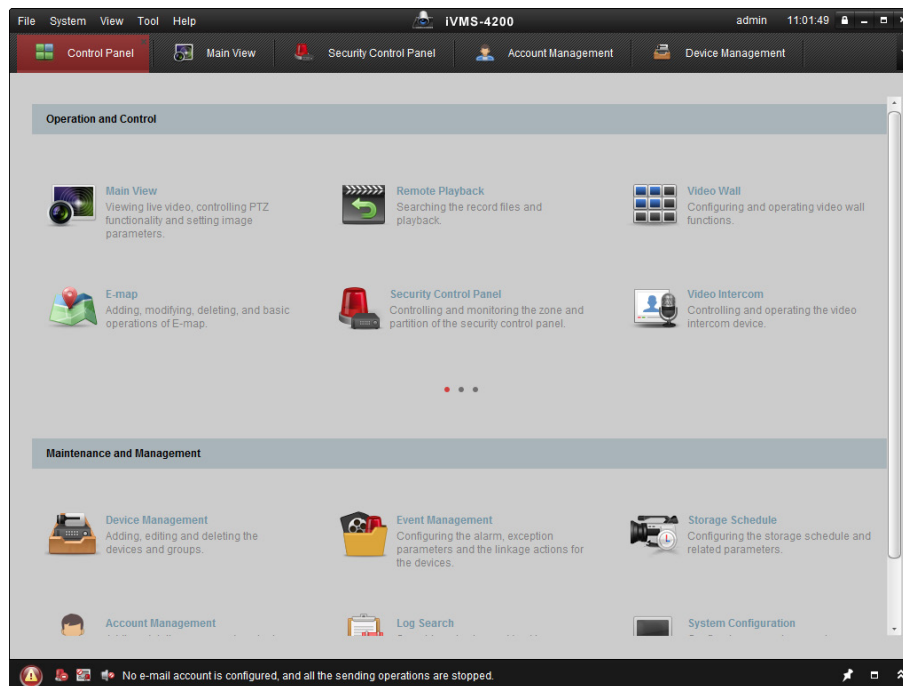 File System View Tool Help iVMS-4200 admin 11:01:49
Control Panel Main View Security Control Panel Account Management Device Management
Operation and Control
Main View
Viewing live video, controlling PTZ
functionality and setting image
parameters.
Remote Playback
Searching the record files and
playback.
Video Wall
Configuring and operating video wall
functions.
E-map
Adding, modifying, deleting, and basic
operations of E-map.
Security Control Panel
Controlling and monitoring the zone and
partition of the security control panel.
Video Intercom
Controlling and operating the video
intercom device.
Maintenance and Management
Device Management
Adding, editing and deleting the
devices and groups.
Event Management
Configuring the alarm, exception
parameters and the linkage actions for
the devices.
Storage Schedule
Configuring the storage schedule and
related parameters.
Account Management
Log Search
System Configuration
No e-mail account is configured, and all the sending operations are stopped.